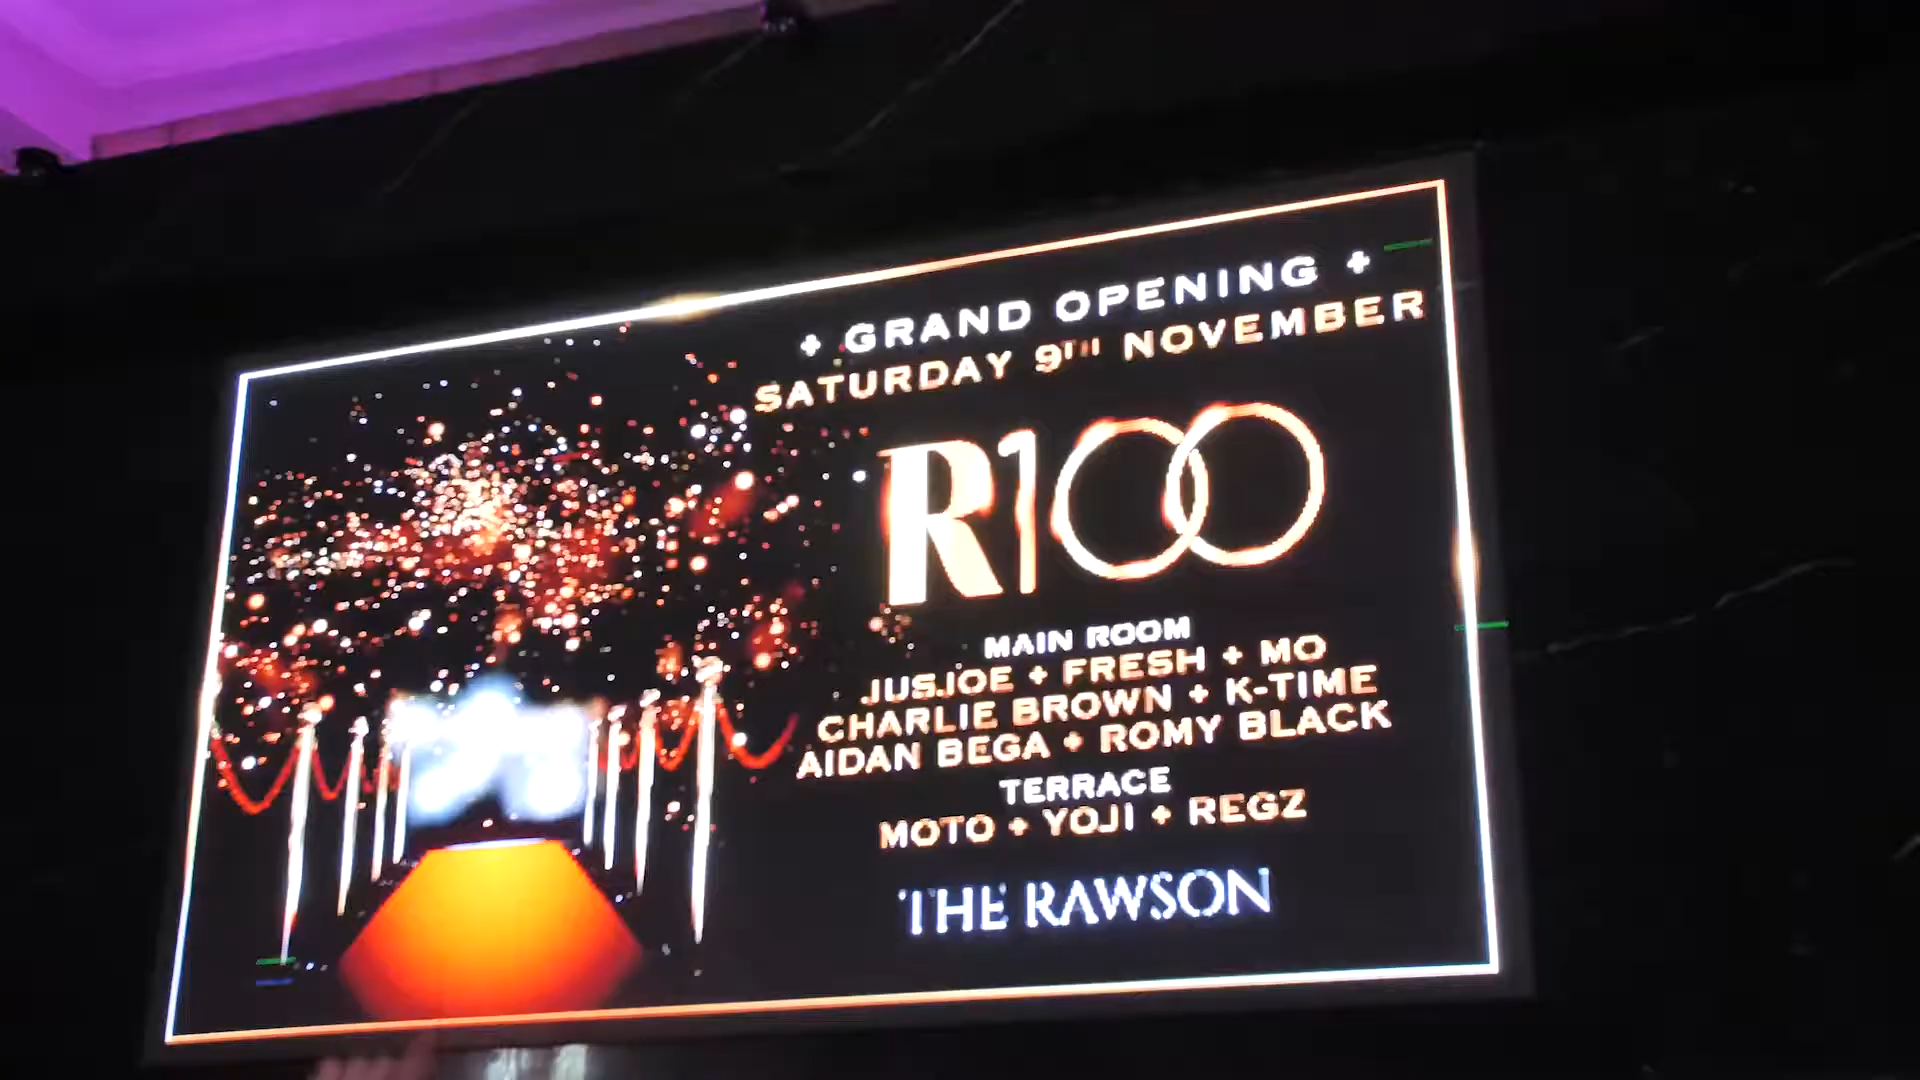 + GRAND OPENING +
SATURDAY 9TH NOVEMBER
R100
MAIN ROOM
JUSJOE + FRESH + MO
CHARLIE BROWN + K-TIME
AIDAN BEGA + ROMY BLACK
TERRACE
MOTO + YOJI + REGZ
THE RAWSON